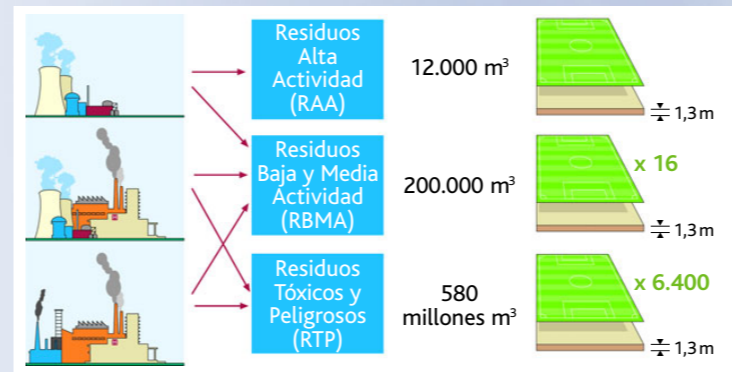 Residuos
Alta
Actividad
(RAA)
12.000 m³
1,3 m
Residuos
Baja y Media
Actividad
(RBMA)
200.000 m³
x 16
1,3 m
Residuos
Tóxicos y
Peligrosos
(RTP)
580
millones m³
x 6.400
1,3 m